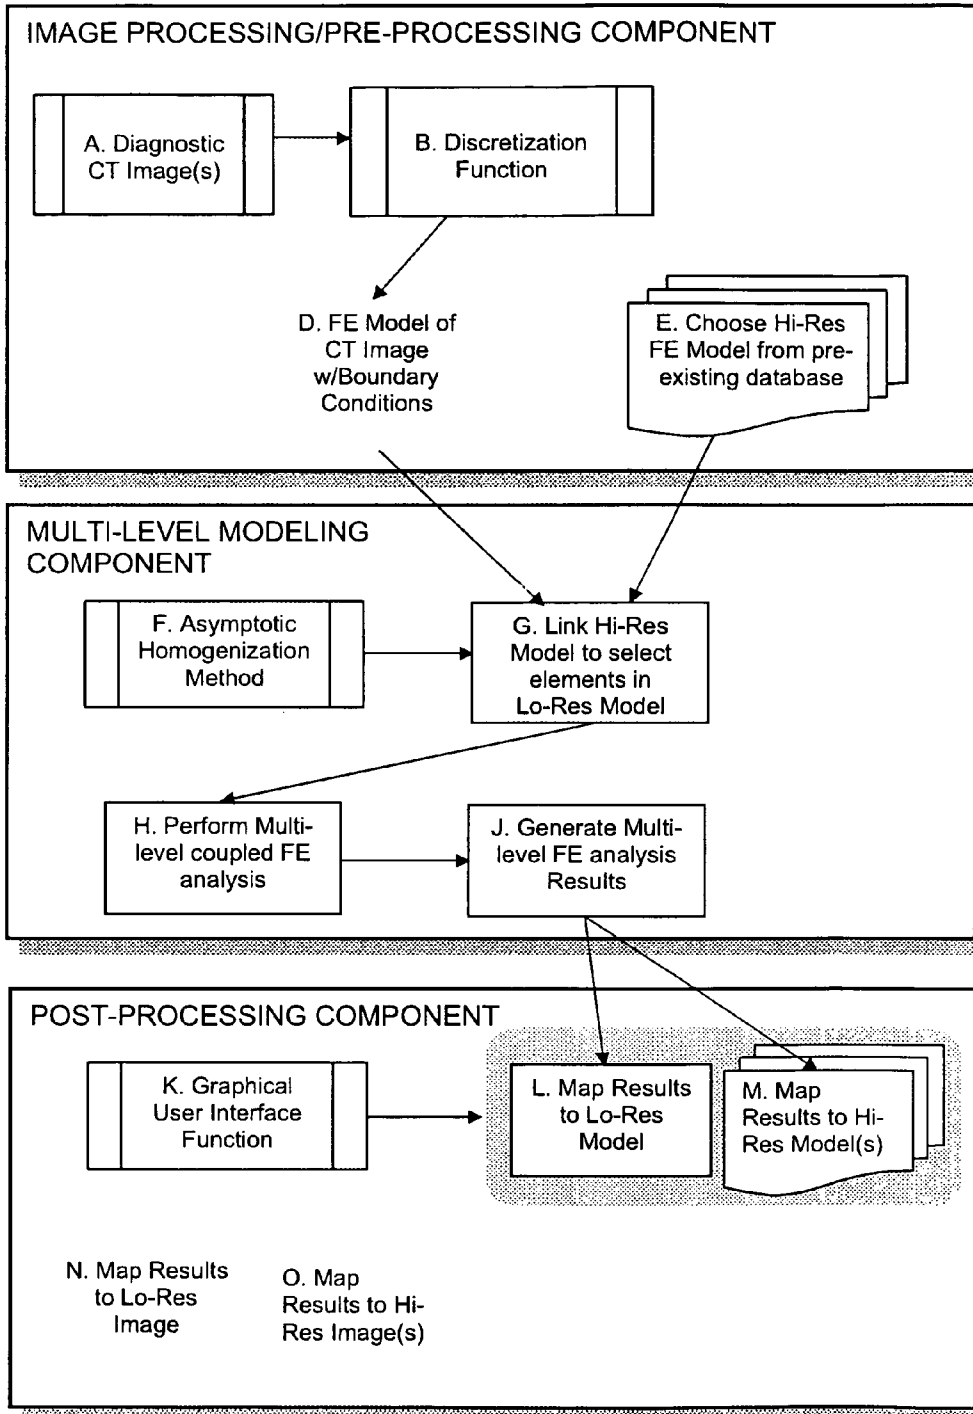 IMAGE PROCESSING/PRE-PROCESSING COMPONENT
A. Diagnostic
CT Image(s)
B. Discretization
Function
D. FE Model of
CT Image
w/Boundary
Conditions
E. Choose Hi-Res
FE Model from pre-
existing database
MULTI-LEVEL MODELING
COMPONENT
F. Asymptotic
Homogenization
Method
G. Link Hi-Res
Model to select
elements in
Lo-Res Model
H. Perform Multi-
level coupled FE
analysis
J. Generate Multi-
level FE analysis
Results
POST-PROCESSING COMPONENT
K. Graphical
User Interface
Function
L. Map Results
to Lo-Res
Model
M. Map
Results to Hi-
Res Model(s)
N. Map Results
to Lo-Res
Image
O. Map
Results to Hi-
Res Image(s)